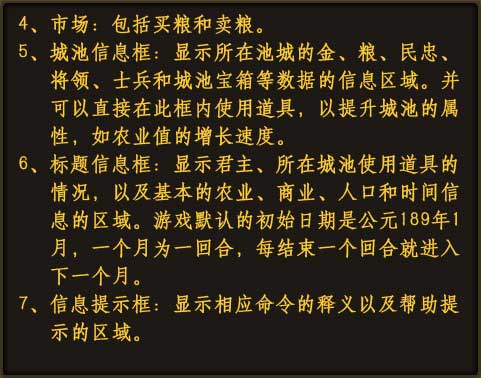 4、市场：包括买粮和卖粮。
5、城池信息框：显示所在池城的金、粮、民忠、
将领、士兵和城池宝箱等数据的信息区域。并
可以直接在此框内使用道具，以提升城池的属
性，如农业值的增长速度。
6、标题信息框：显示君主、所在城池使用道具的
情况，以及基本的农业、商业、人口和时间信
息的区域。游戏默认的初始日期是公元189年1
月，一个月为一回合，每结束一个回合就进入
下一个月。
7、信息提示框：显示相应命令的释义以及帮助提
示的区域。